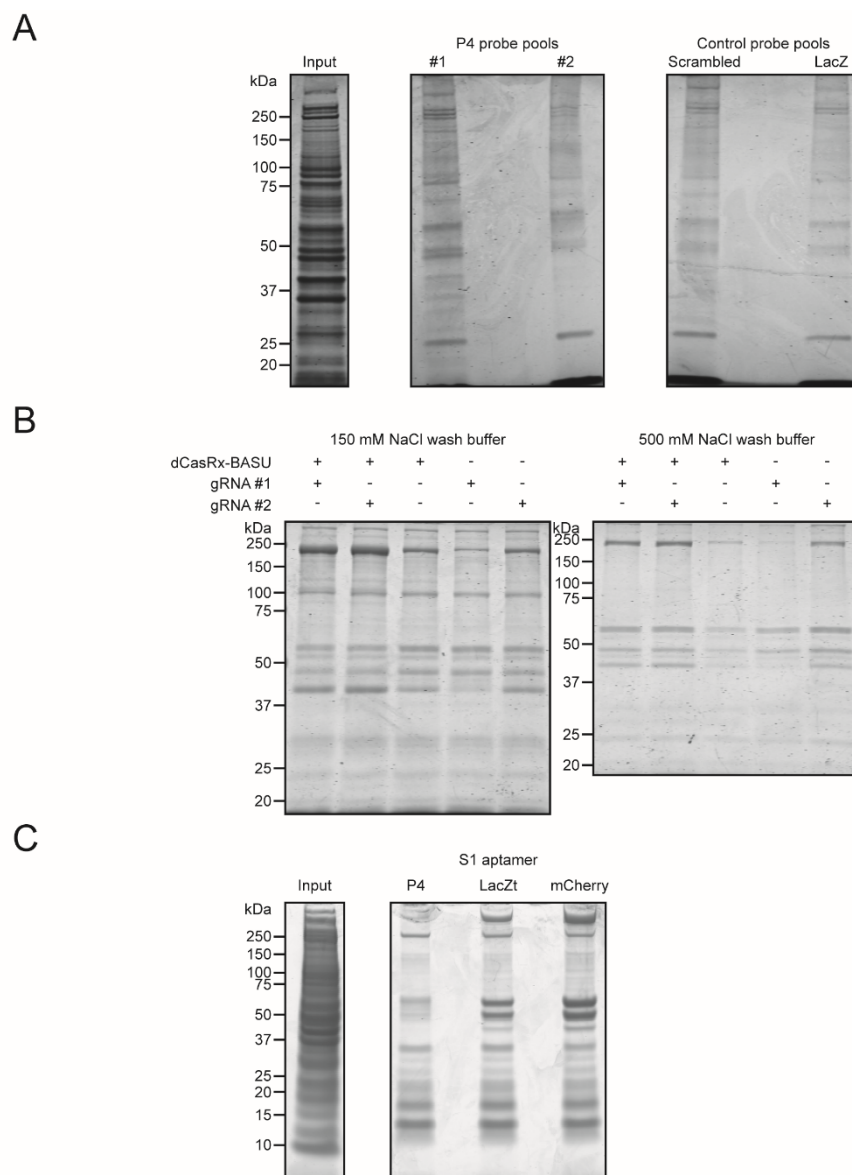 A
P4 probe pools
Control probe pools
Input
#1
#2
Scrambled
LacZ
kDa
250
150
100
75
50
37
25
20
B
150 mM NaCl wash buffer
500 mM NaCl wash buffer
dCasRx-BASU + + + - - + + + - -
gRNA #1 + - - + - + - - + -
gRNA #2 - + - - + - + - - +
kDa
250
150
100
75
50
37
25
20
kDa
250
150
100
75
50
37
25
20
C
S1 aptamer
Input
P4
LacZt
mCherry
kDa
250
150
100
75
50
37
25
20
15
10